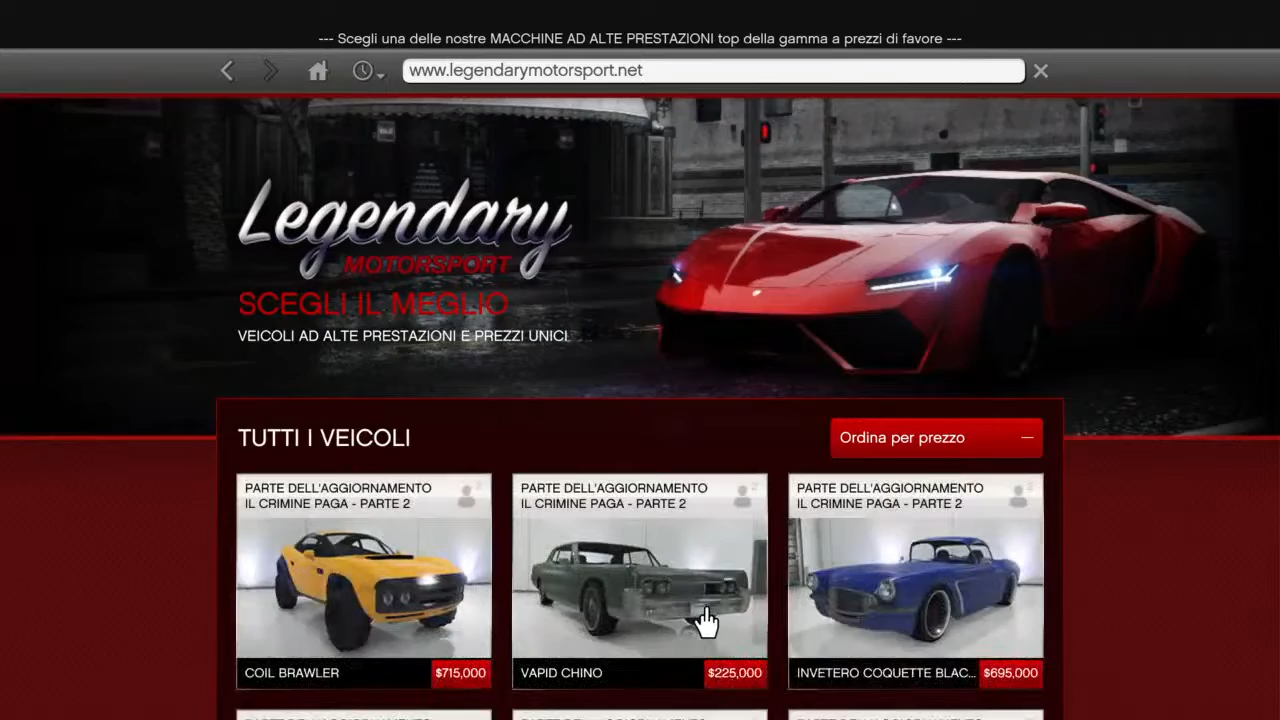 --- Scegli una delle nostre MACCHINE AD ALTE PRESTAZIONI top della gamma a prezzi di favore ---
www.legendarymotorsport.net
Legendary
MOTORSPORT
SCEGLI IL MEGLIO
VEICOLI AD ALTE PRESTAZIONI E PREZZI UNICI.
TUTTI I VEICOLI
Ordina per prezzo
PARTE DELL'AGGIORNAMENTO
IL CRIMINE PAGA - PARTE 2
COIL BRAWLER
$715,000
PARTE DELL'AGGIORNAMENTO
IL CRIMINE PAGA - PARTE 2
VAPID CHINO
$225,000
PARTE DELL'AGGIORNAMENTO
IL CRIMINE PAGA - PARTE 2
INVETERO COQUETTE BLAC...
$695,000